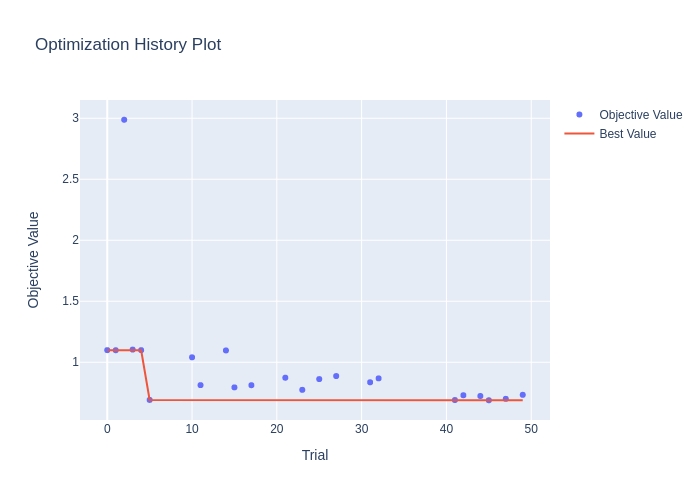 Optimization History Plot
Objective Value
Best Value
3
2.5
2
1.5
1
Objective Value
0
10
20
30
40
50
Trial